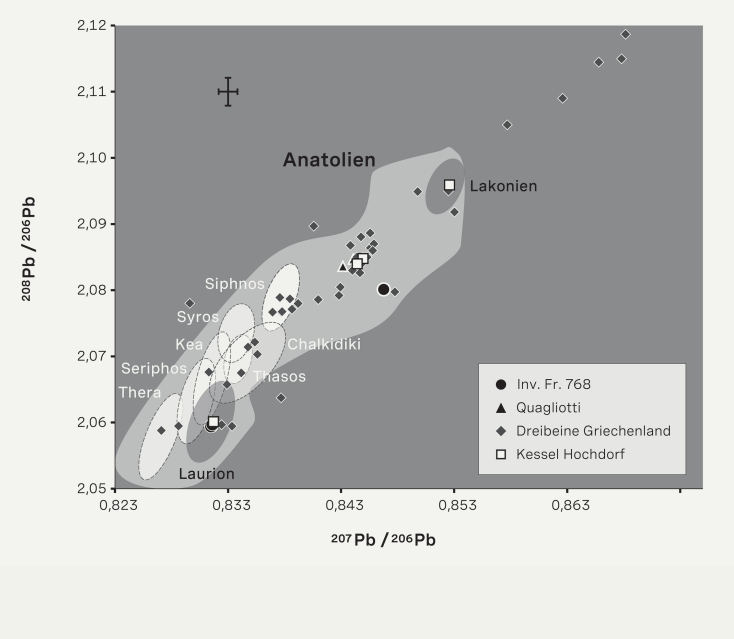 2,12
2,11
2,10
2,09
2,08
2,07
2,06
2,05
208Pb / 206Pb
Anatolien
Lakonien
Siphnos
Syros
Kea
Chalkidiki
Seriphos
Thasos
Thera
Laurion
Inv. Fr. 768
Quagliotti
Dreibeine Griechenland
Kessel Hochdorf
0,823 0,833 0,843 0,853 0,863
207Pb / 206Pb